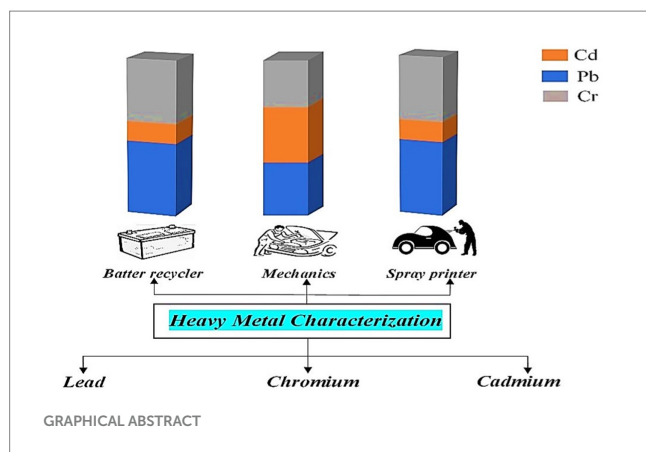 Cd
Pb
Cr
Batter recycler
Mechanics
Spray printer
Heavy Metal Characterization
Lead
Chromium
Cadmium
GRAPHICAL ABSTRACT